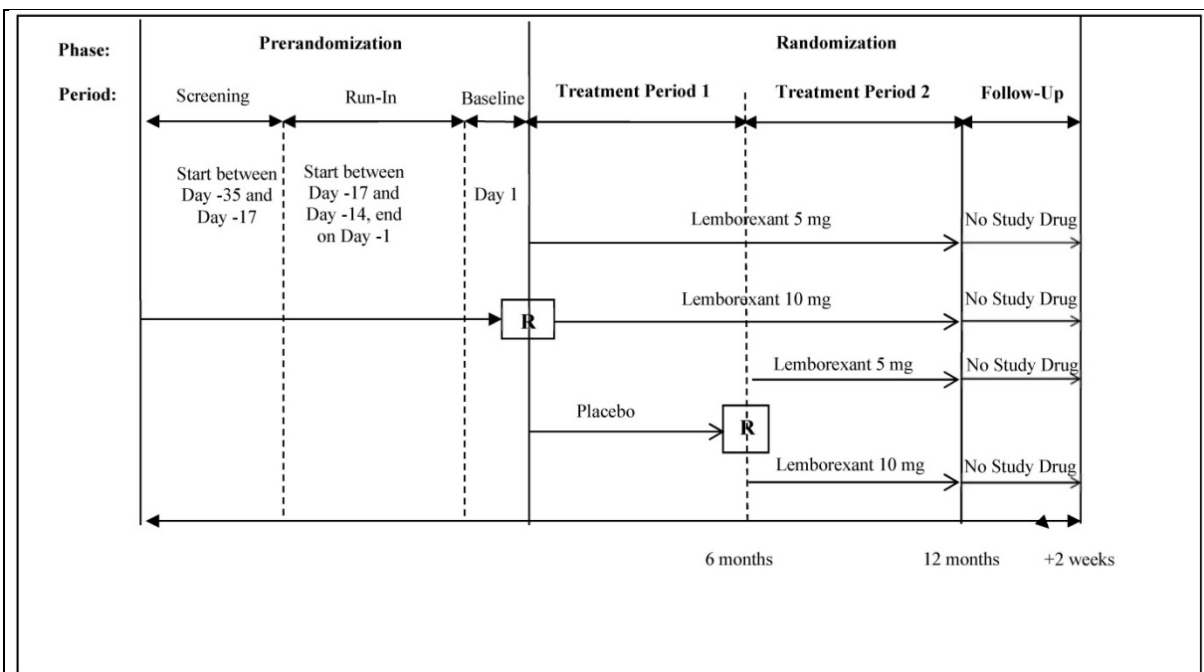 Phase: Prerandomization Randomization
Period: Screening Run-In Baseline Treatment Period 1 Treatment Period 2 Follow-Up
Start between
Day -35 and
Day -17
Start between
Day -17 and
Day -14, end
on Day -1
Day 1
Lemborexant 5 mg No Study Drug
Lemborexant 10 mg No Study Drug
R
Lemborexant 5 mg No Study Drug
Placebo
R
Lemborexant 10 mg No Study Drug
6 months 12 months +2 weeks